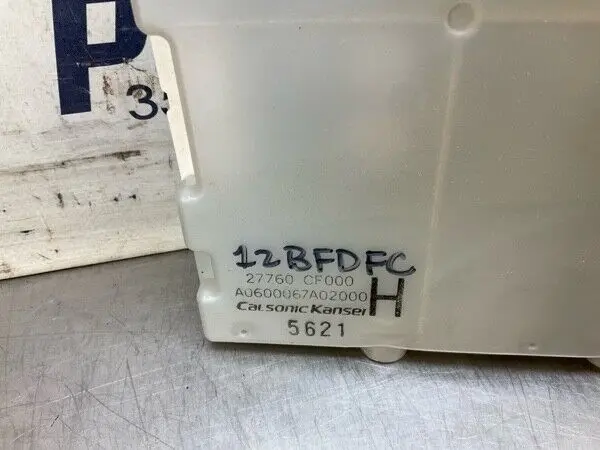 P
12BFDFC
27760 CF000
A0600067A02000 H
CalsonicKansei
5621